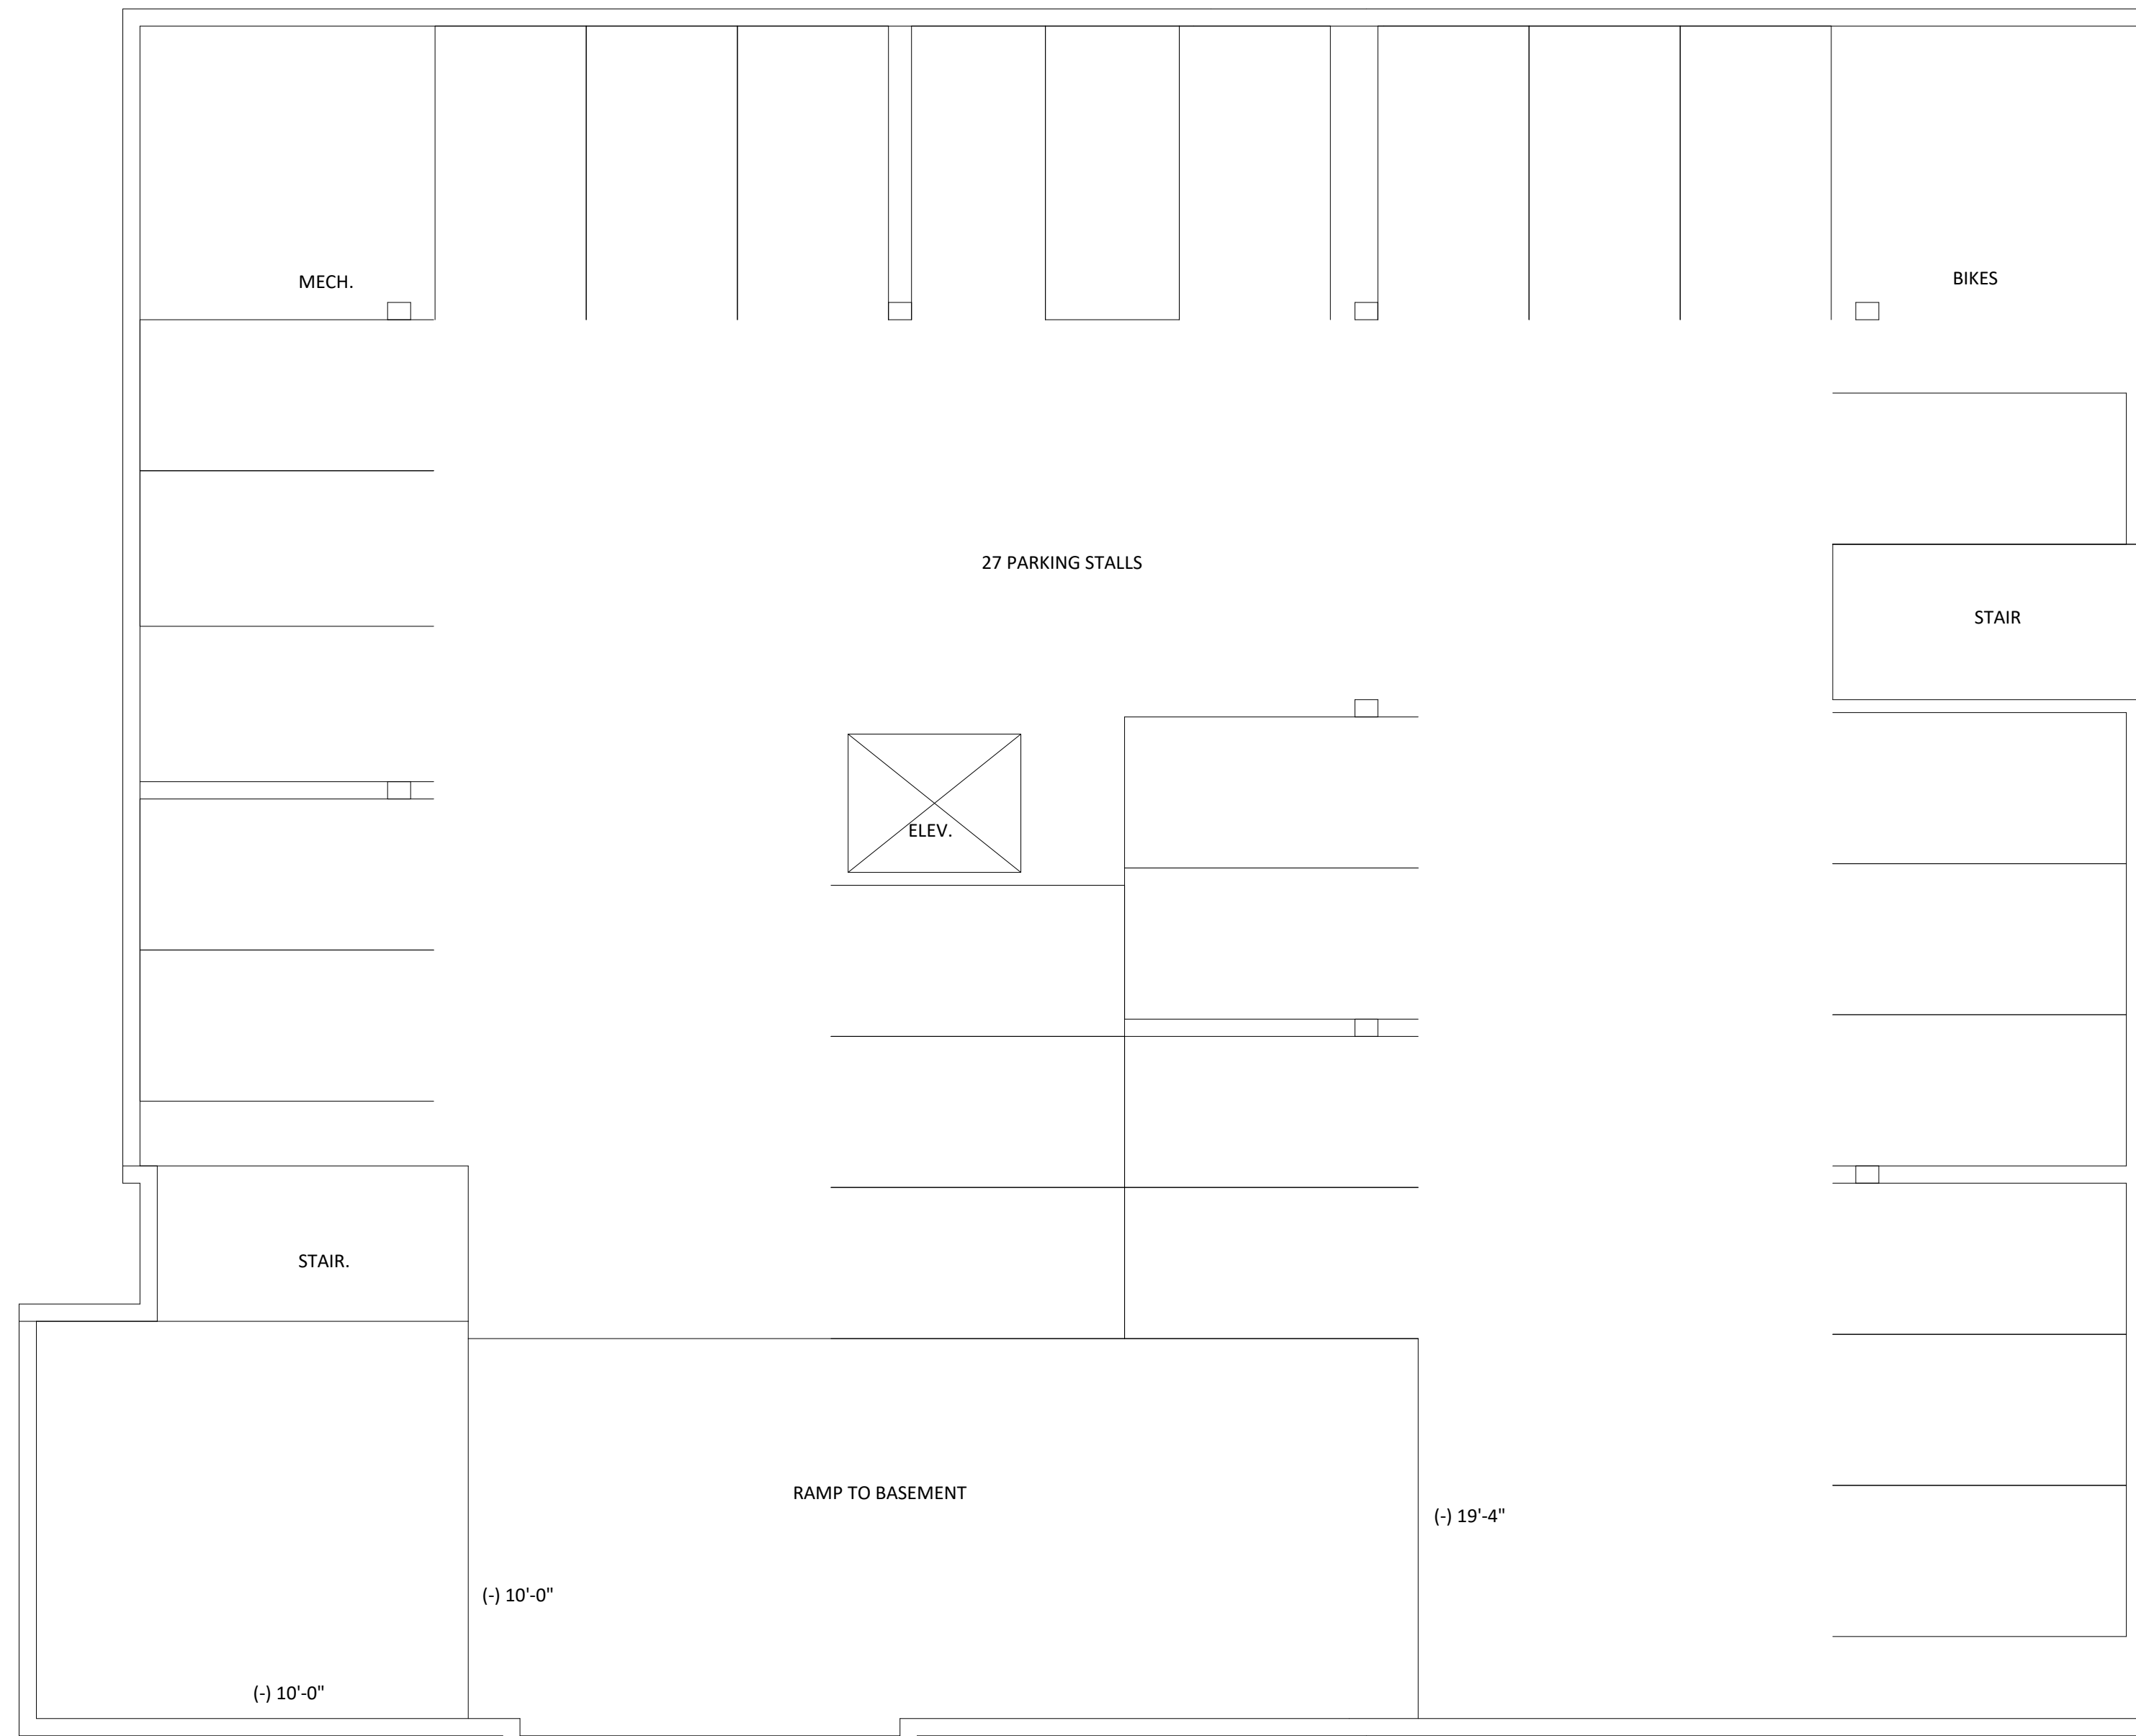 BIKES
MECH.
27 PARKING STALLS
STAIR
ELEV.
STAIR.
RAMP TO BASEMENT
(-) 19'-4"
(-) 10'-0"
(-) 10'-0"